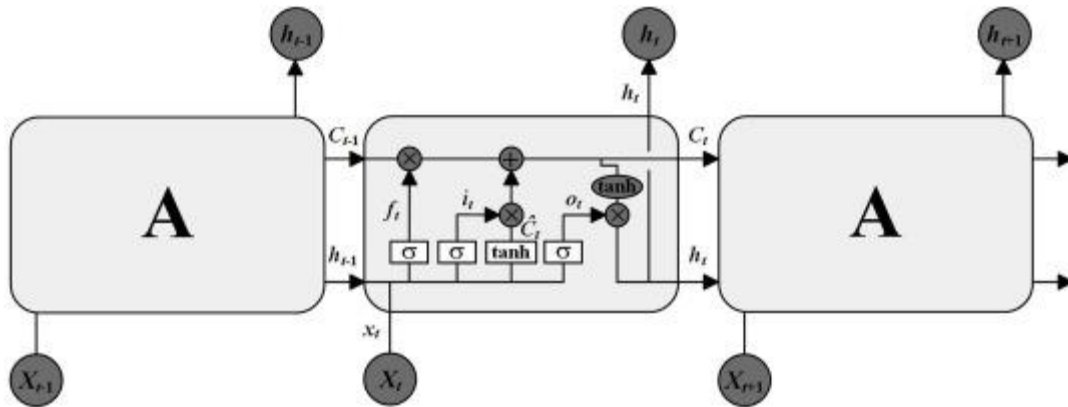 h_{t-1} h_t h_{t+1}
h_t
C_{t-1} C_t
A × + tanh A
f_t i_t × Ĉ_t o_t ×
h_{t-1} σ σ tanh σ h_t
x_t
X_{t-1} X_t X_{t+1}